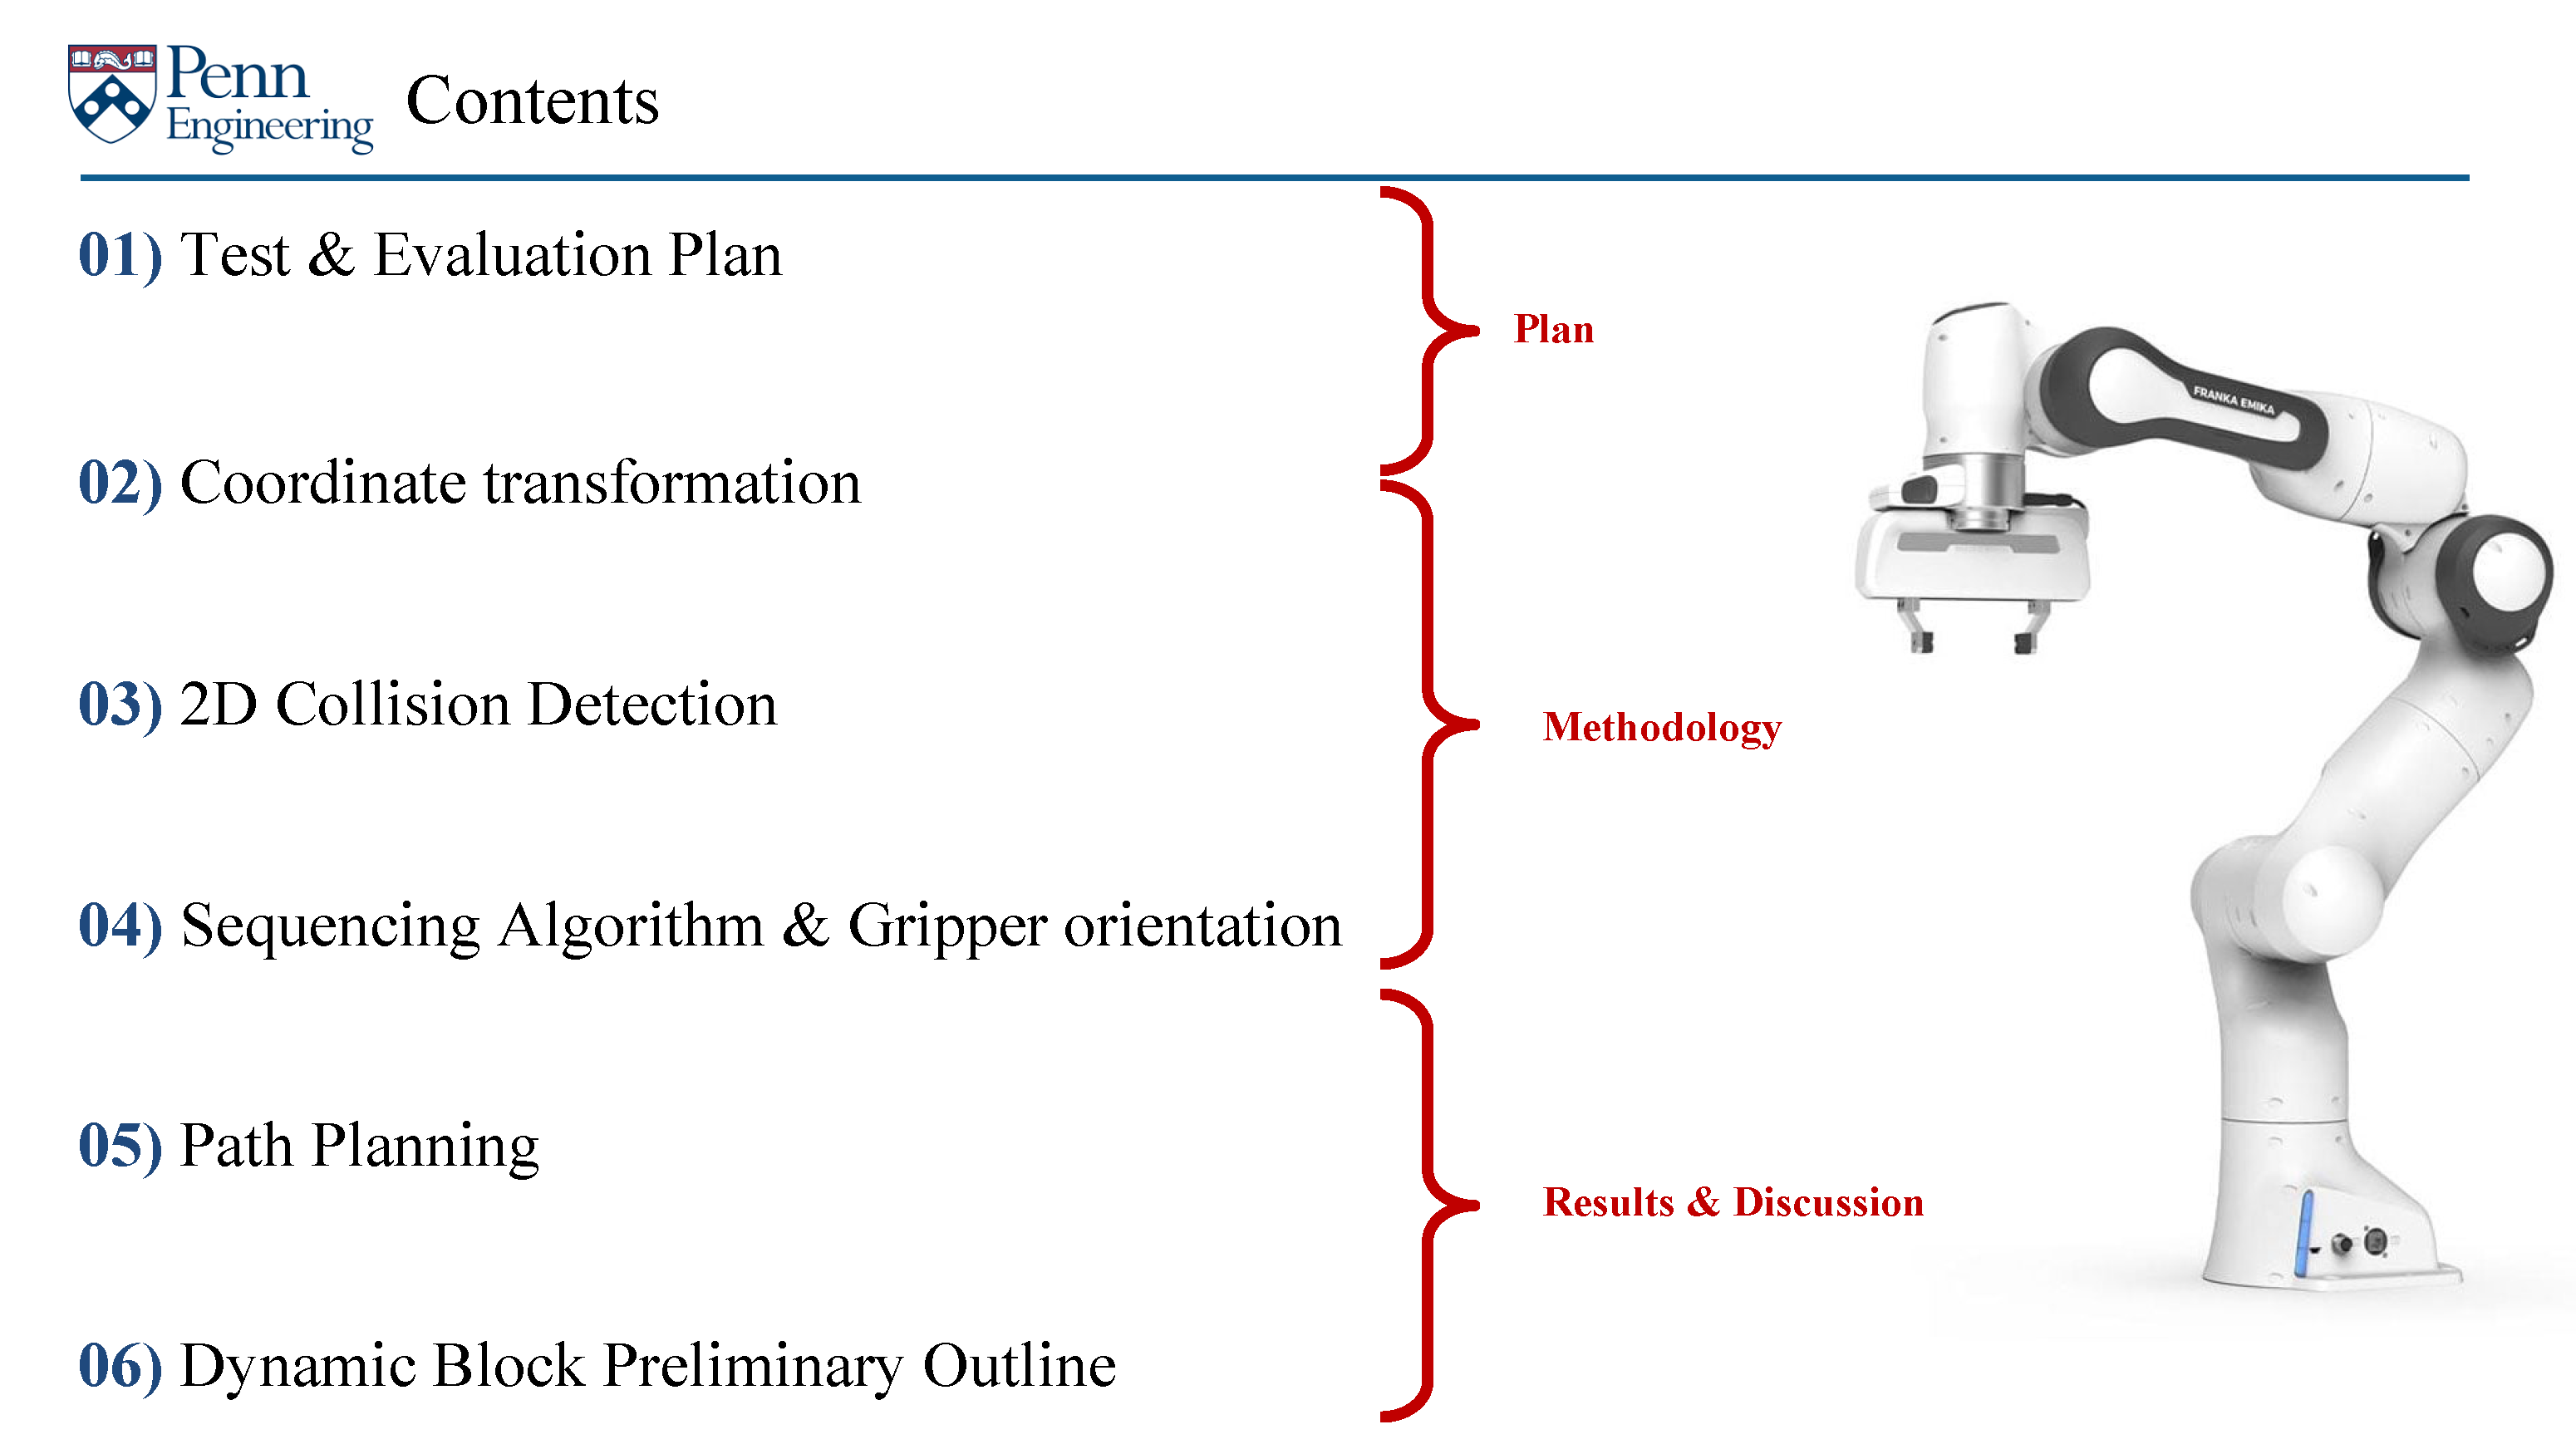 Penn
Engineering
Contents
01) Test & Evaluation Plan
Plan
02) Coordinate transformation
03) 2D Collision Detection
Methodology
04) Sequencing Algorithm & Gripper orientation
05) Path Planning
Results & Discussion
06) Dynamic Block Preliminary Outline
FRANKA EMIKA